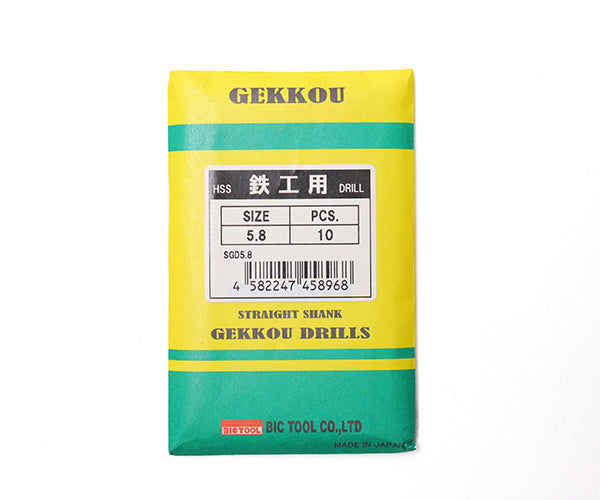 GEKKOU
HSS 鉄工用 DRILL
SIZE PCS.
5.8 10
SGD5.8
4 582247 458968
STRAIGHT SHANK
GEKKOU DRILLS
BIC TOOL BIC TOOL CO.,LTD
MADE IN JAPAN